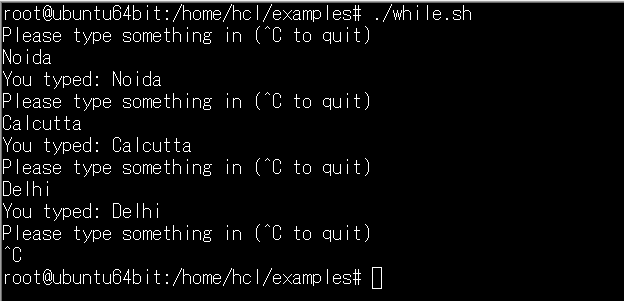 root@ubuntu64bit:/home/hcl/examples# ./while.sh
Please type something in (^C to quit)
Noida
You typed: Noida
Please type something in (^C to quit)
Calcutta
You typed: Calcutta
Please type something in (^C to quit)
Delhi
You typed: Delhi
Please type something in (^C to quit)
^C
root@ubuntu64bit:/home/hcl/examples#